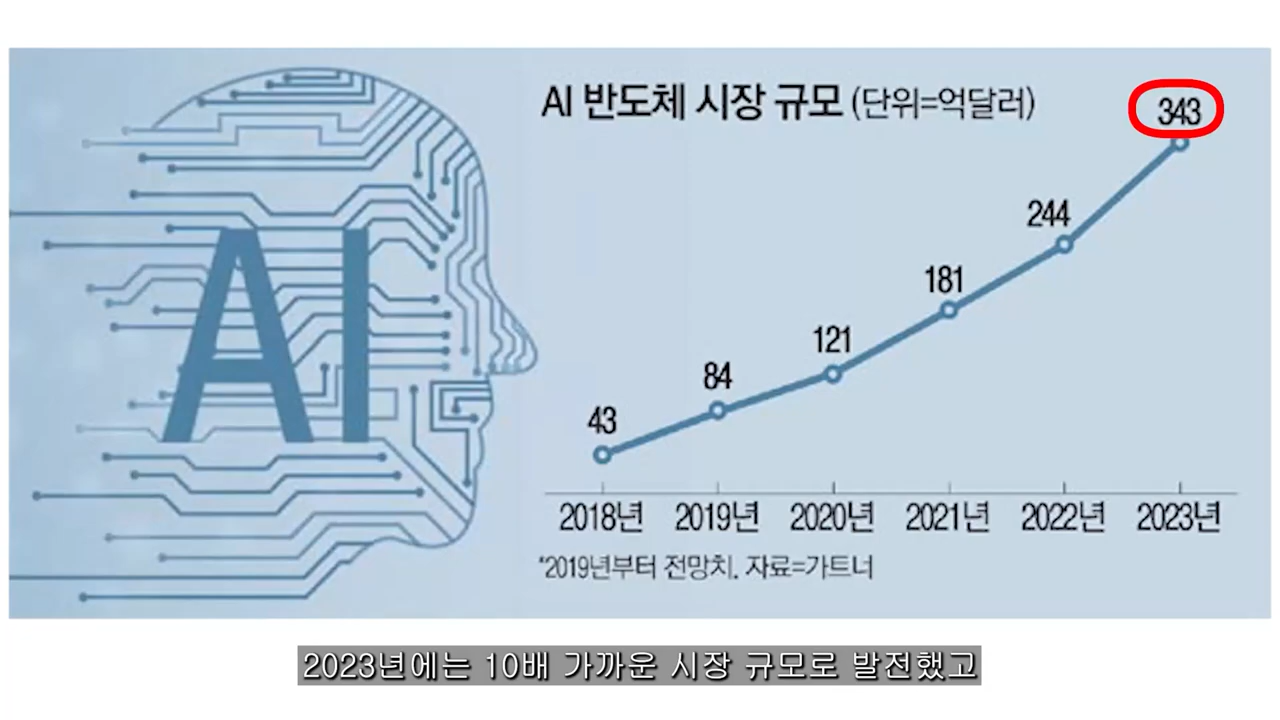 AI
AI 반도체 시장 규모 (단위=억달러)
343
244
181
121
84
43
2018년 2019년 2020년 2021년 2022년 2023년
*2019년부터 전망치. 자료=가트너
2023년에는 10배 가까운 시장 규모로 발전했고